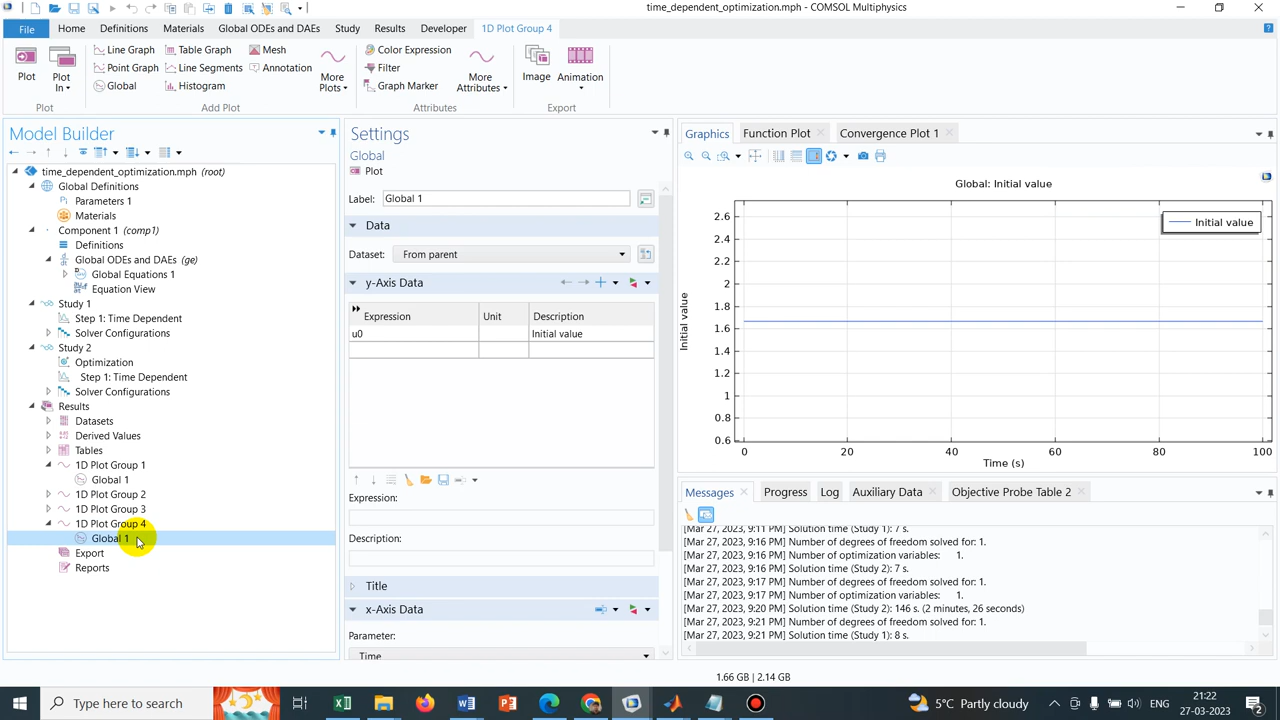 time_dependent_optimization.mph - COMSOL Multiphysics
File Home Definitions Materials Global ODEs and DAEs Study Results Developer 1D Plot Group 4
Plot
Plot In
Line Graph Table Graph Mesh
Point Graph Line Segments Annotation
Global Histogram
More Plots
Color Expression
Filter
Graph Marker
More Attributes
Image Animation
Plot Add Plot Attributes Export
Model Builder
time_dependent_optimization.mph (root)
Global Definitions
Pi Parameters 1
Materials
Component 1 (comp1)
Definitions
Global ODEs and DAEs (ge)
Global Equations 1
Equation View
Study 1
Step 1: Time Dependent
Solver Configurations
Study 2
Optimization
Step 1: Time Dependent
Solver Configurations
Results
Datasets
Derived Values
Tables
1D Plot Group 1
Global 1
1D Plot Group 2
1D Plot Group 3
1D Plot Group 4
Global 1
Export
Reports
Settings
Global
Plot
Label: Global 1
Data
Dataset: From parent
y-Axis Data
Expression Unit Description
u0 Initial value
Expression:
Description:
Title
x-Axis Data
Parameter:
Time
Graphics Function Plot Convergence Plot 1
Global: Initial value
Initial value
2.6
2.4
2.2
2
1.8
1.6
1.4
1.2
1
0.8
0.6
Initial value
0 20 40 60 80 100
Time (s)
Messages Progress Log Auxiliary Data Objective Probe Table 2
[Mar 27, 2023, 9:11 PM] Solution time (Study 1): 7 s.
[Mar 27, 2023, 9:16 PM] Number of degrees of freedom solved for: 1.
[Mar 27, 2023, 9:16 PM] Number of optimization variables: 1.
[Mar 27, 2023, 9:16 PM] Solution time (Study 2): 7 s.
[Mar 27, 2023, 9:17 PM] Number of degrees of freedom solved for: 1.
[Mar 27, 2023, 9:17 PM] Number of optimization variables: 1.
[Mar 27, 2023, 9:20 PM] Solution time (Study 2): 146 s. (2 minutes, 26 seconds)
[Mar 27, 2023, 9:21 PM] Number of degrees of freedom solved for: 1.
[Mar 27, 2023, 9:21 PM] Solution time (Study 1): 8 s.
1.66 GB | 2.14 GB
Type here to search
5°C Partly cloudy
21:22
27-03-2023